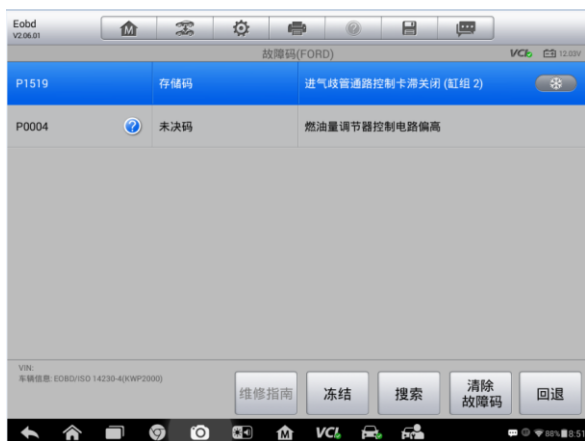 Eobd
V2.06.01
故障码(FORD)
VCI 12.03V
P1519 存储码 进气歧管通路控制卡滞关闭 (缸组 2)
P0004 未决码 燃油量调节器控制电路偏高
VIN:
车辆信息: EOBD/ISO 14230-4(KWP2000)
维修指南
冻结
搜索
清除
故障码
回退
VCI 88% 8:51